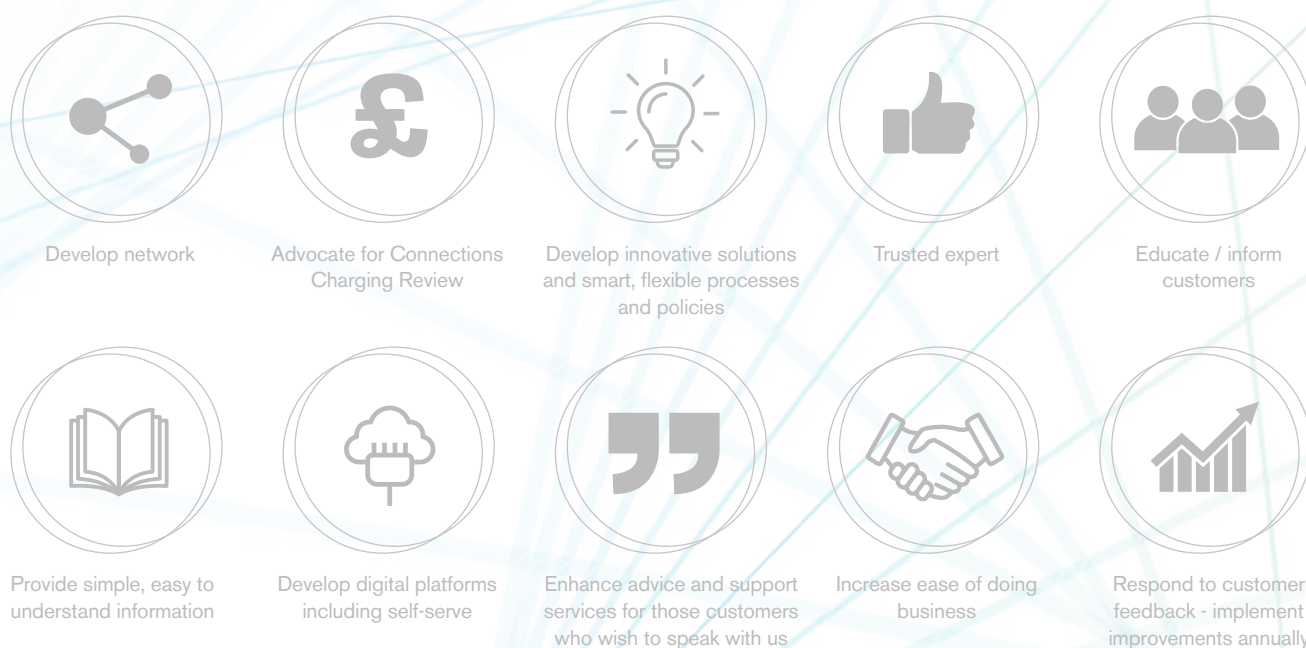 Develop network
Advocate for Connections
Charging Review
Develop innovative solutions
and smart, flexible processes
and policies
Trusted expert
Educate / inform
customers
Provide simple, easy to
understand information
Develop digital platforms
including self-serve
Enhance advice and support
services for those customers
who wish to speak with us
Increase ease of doing
business
Respond to customer
feedback - implement
improvements annually